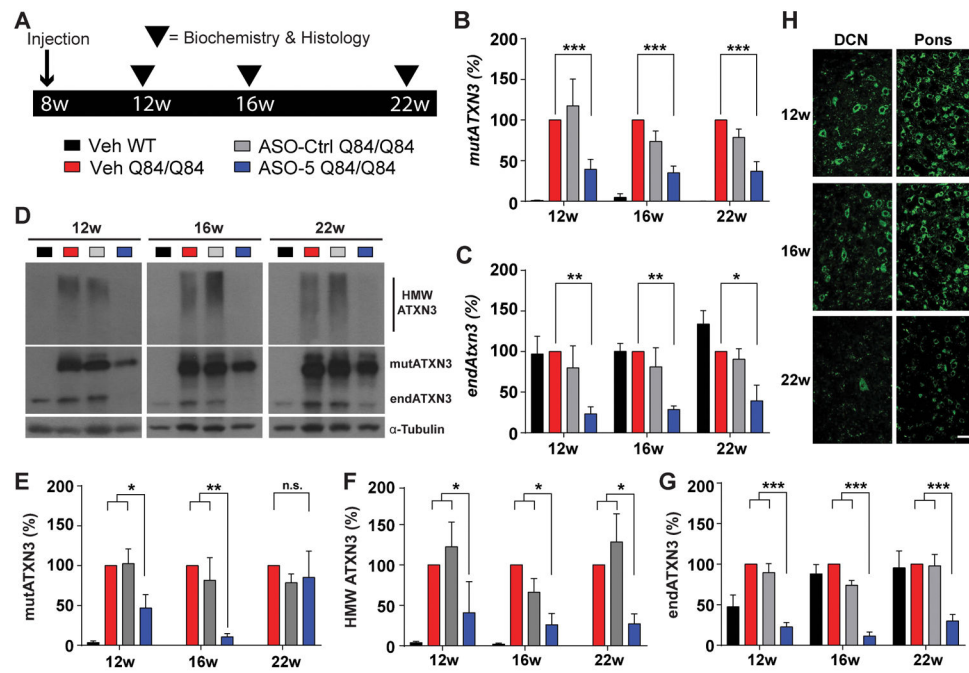 A
Injection
= Biochemistry & Histology
8w 12w 16w 22w
Veh WT
ASO-Ctrl Q84/Q84
Veh Q84/Q84
ASO-5 Q84/Q84
B
mutATXN3 (%)
200
150
100
50
0
*** *** ***
12w 16w 22w
C
endAtxn3 (%)
200
150
100
50
0
** ** *
12w 16w 22w
D
12w 16w 22w
HMW
ATXN3
mutATXN3
endATXN3
α-Tubulin
E
mutATXN3 (%)
200
150
100
50
0
* ** n.s.
12w 16w 22w
F
HMW ATXN3 (%)
200
150
100
50
0
* * *
12w 16w 22w
G
endATXN3 (%)
200
150
100
50
0
*** *** ***
12w 16w 22w
H
DCN Pons
12w
16w
22w